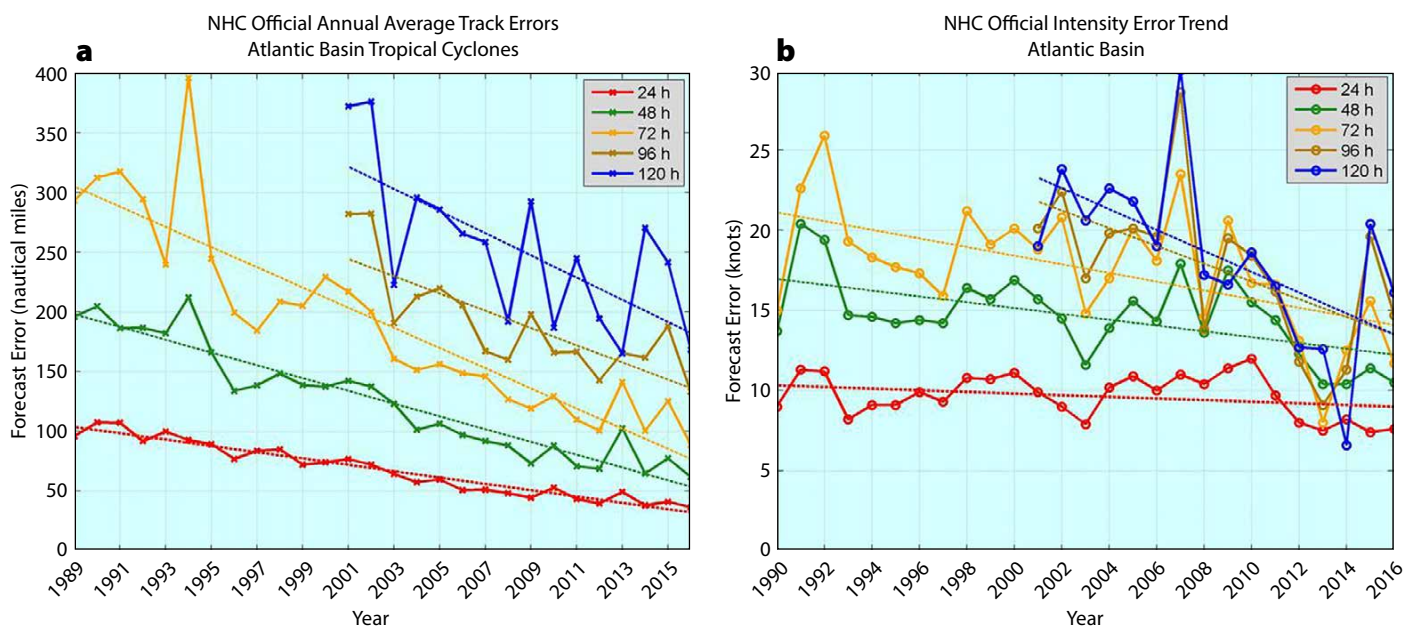 NHC Official Annual Average Track Errors
Atlantic Basin Tropical Cyclones
a
400
350
300
250
200
150
100
50
0
Forecast Error (nautical miles)
24 h
48 h
72 h
96 h
120 h
1989
1991
1993
1995
1997
1999
2001
2003
2005
2007
2009
2011
2013
2015
Year
NHC Official Intensity Error Trend
Atlantic Basin
b
30
25
20
15
10
5
0
Forecast Error (knots)
24 h
48 h
72 h
96 h
120 h
1990
1992
1994
1996
1998
2000
2002
2004
2006
2008
2010
2012
2014
2016
Year